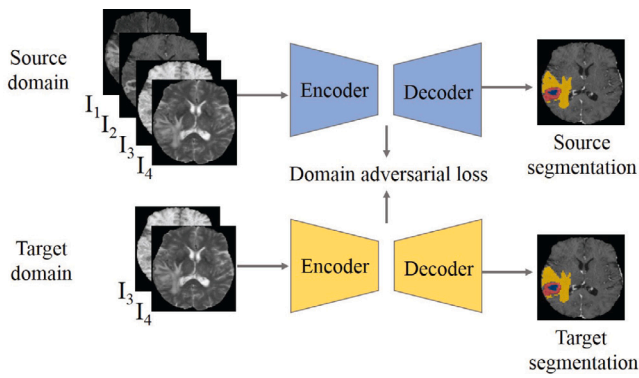 Source
domain
I1
I2
I3
I4
Encoder
Decoder
Source
segmentation
Domain adversarial loss
Target
domain
I3
I4
Encoder
Decoder
Target
segmentation